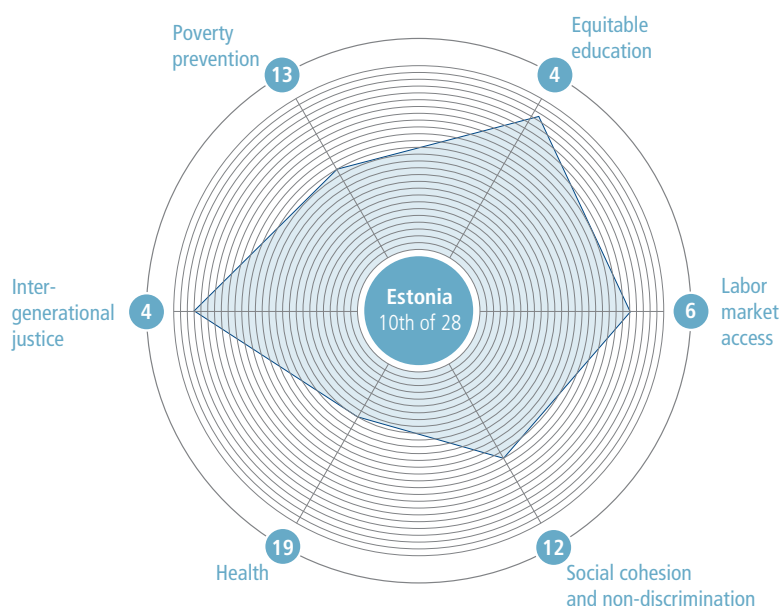 Poverty
prevention
13
Equitable
education
4
Inter-
generational
justice
4
Estonia
10th of 28
6
Labor
market
access
19
Health
12
Social cohesion
and non-discrimination